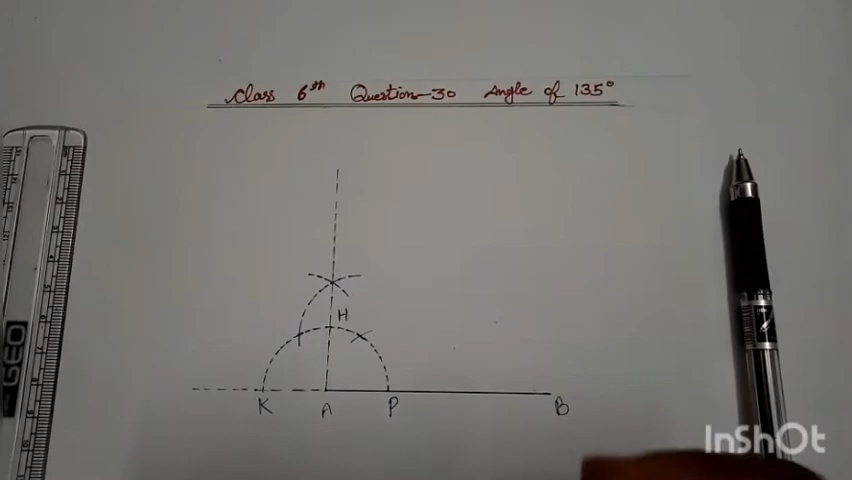 Class 6th Question-30 Angle of 135°
H
K A P B
GEO
InShOt